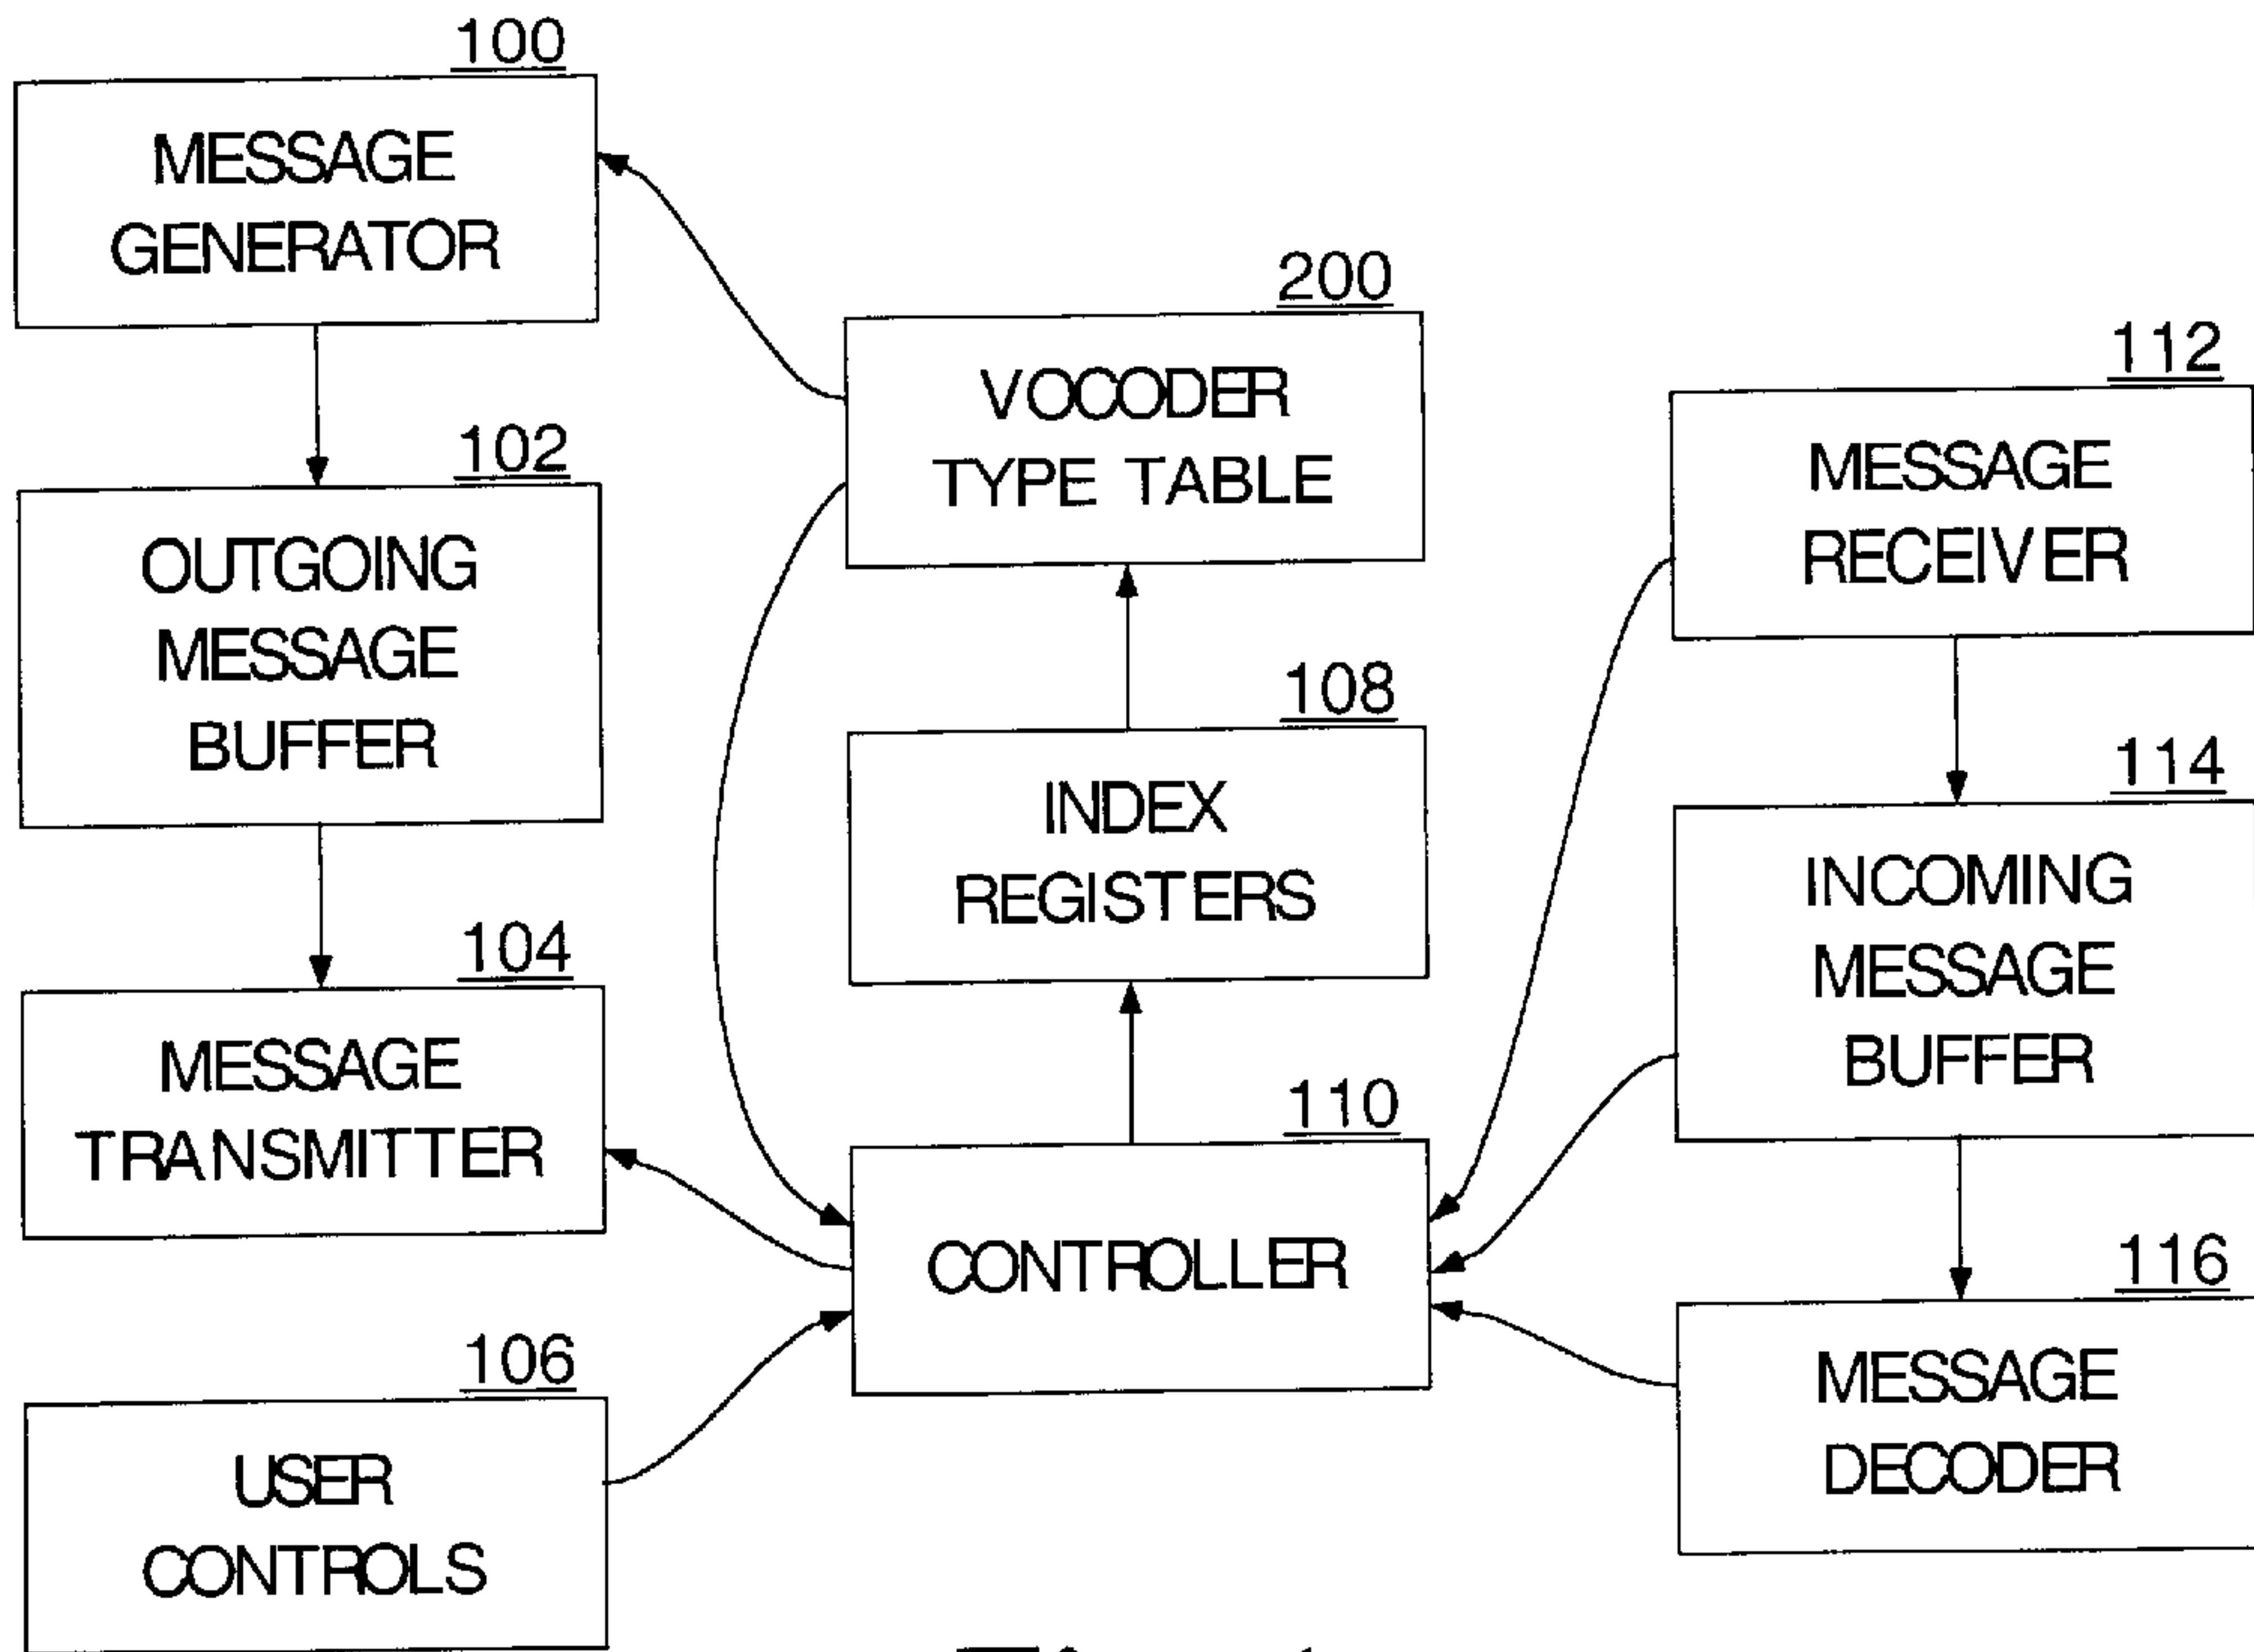 100
MESSAGE
GENERATOR
102
OUTGOING
MESSAGE
BUFFER
104
MESSAGE
TRANSMITTER
106
USER
CONTROLS
200
VOCODER
TYPE TABLE
108
INDEX
REGISTERS
110
CONTROLLER
112
MESSAGE
RECEIVER
114
INCOMING
MESSAGE
BUFFER
116
MESSAGE
DECODER